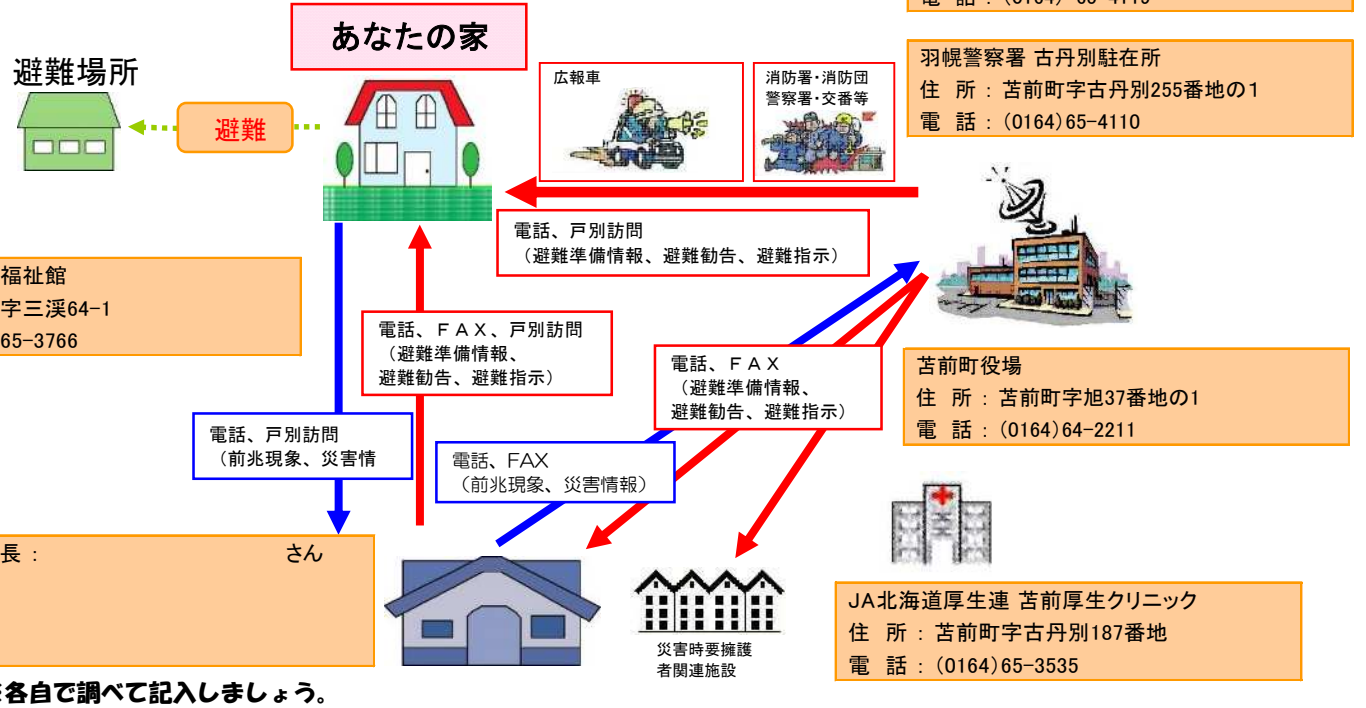 電 話 : (0164) 65-4119
あなたの家
避難場所
避難
広報車
消防署・消防団
警察署・交番等
羽幌警察署 古丹別駐在所
住 所 : 苫前町字古丹別255番地の1
電 話 : (0164)65-4110
電話、戸別訪問
(避難準備情報、避難勧告、避難指示)
福祉館
字三渓64-1
65-3766
電話、FAX、戸別訪問
(避難準備情報、
避難勧告、避難指示)
電話、FAX
(避難準備情報、
避難勧告、避難指示)
苫前町役場
住 所 : 苫前町字旭37番地の1
電 話 : (0164)64-2211
電話、戸別訪問
(前兆現象、災害情
電話、FAX
(前兆現象、災害情報)
長 : さん
災害時要擁護
者関連施設
JA北海道厚生連 苫前厚生クリニック
住 所 : 苫前町字古丹別187番地
電 話 : (0164)65-3535
各自で調べて記入しましょう。